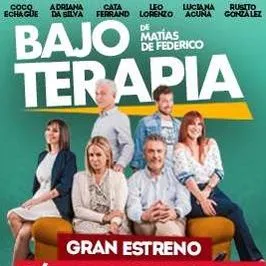 COCO ECHAGÜE
ADRIANA DA SILVA
CATA FERRAND
LEO LORENZO
LUCIANA ACUÑA
RUSITO GONZÁLEZ
BAJO
DE MATÍAS
DE FEDERICO
TERAPIA
GRAN ESTRENO